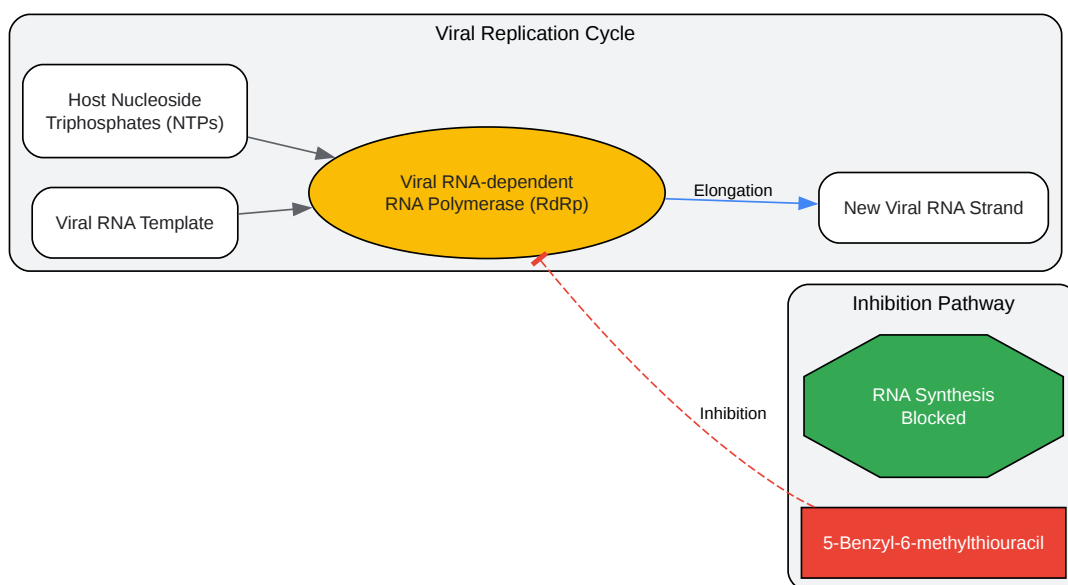 Viral Replication Cycle
Host Nucleoside
Triphosphates (NTPs)
Viral RNA Template
Viral RNA-dependent
RNA Polymerase (RdRp)
Elongation
New Viral RNA Strand
Inhibition Pathway
RNA Synthesis
Blocked
Inhibition
5-Benzyl-6-methylthiouracil